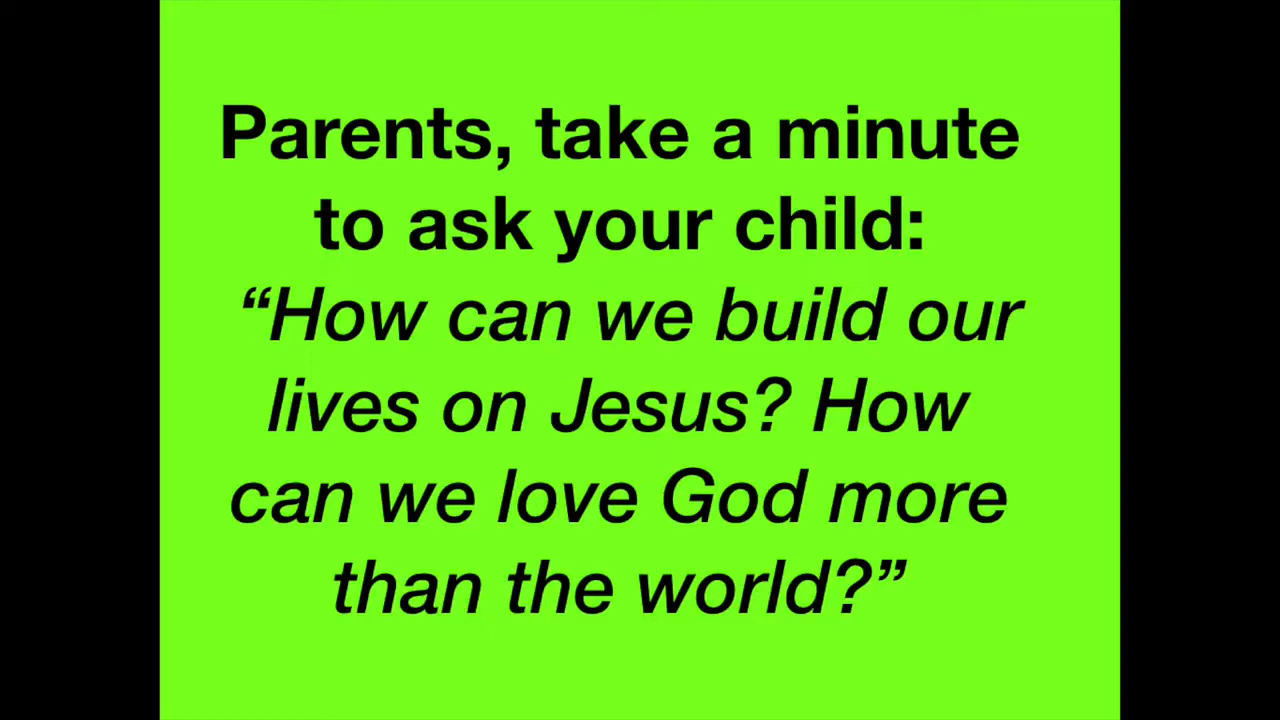 Parents, take a minute
to ask your child:
“How can we build our
lives on Jesus? How
can we love God more
than the world?”